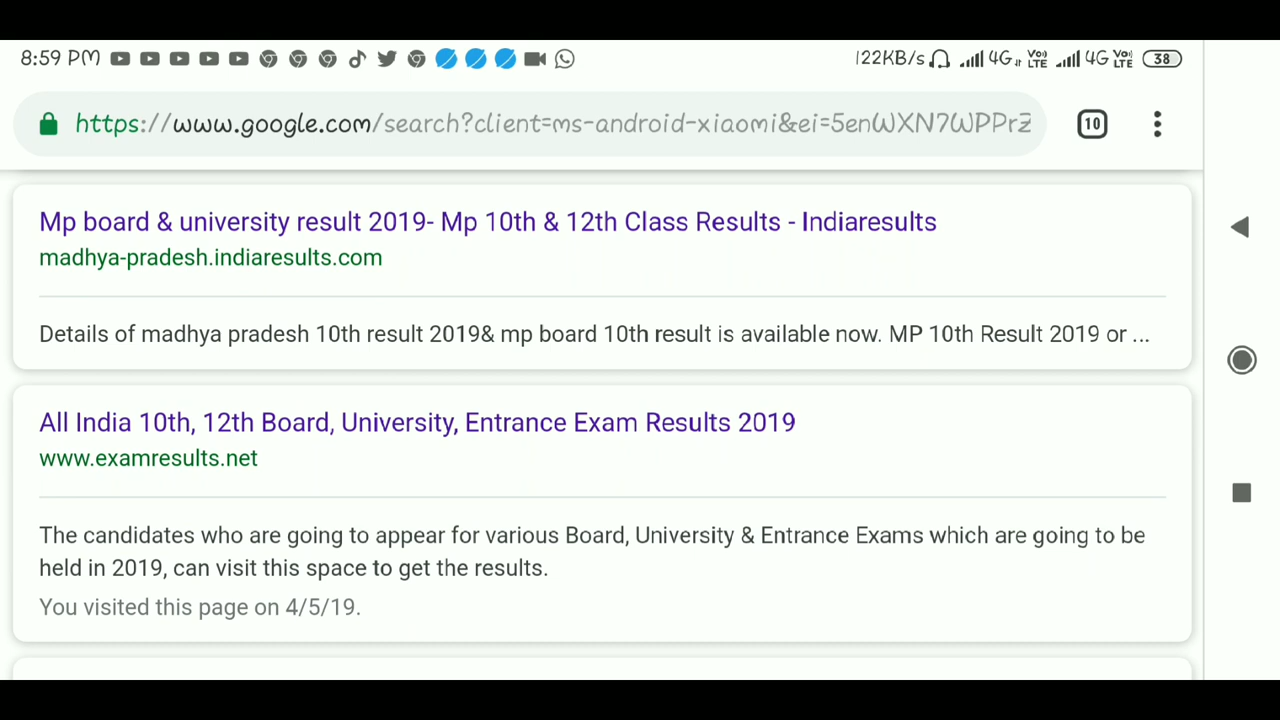 8:59 PM 122KB/s 4G VoLTE 4G VoLTE 38
https://www.google.com/search?client=ms-android-xiaomi&ei=5enWXN7WPPrZ 10
Mp board & university result 2019- Mp 10th & 12th Class Results - Indiaresults
madhya-pradesh.indiaresults.com
Details of madhya pradesh 10th result 2019& mp board 10th result is available now. MP 10th Result 2019 or ...
All India 10th, 12th Board, University, Entrance Exam Results 2019
www.examresults.net
The candidates who are going to appear for various Board, University & Entrance Exams which are going to be
held in 2019, can visit this space to get the results.
You visited this page on 4/5/19.